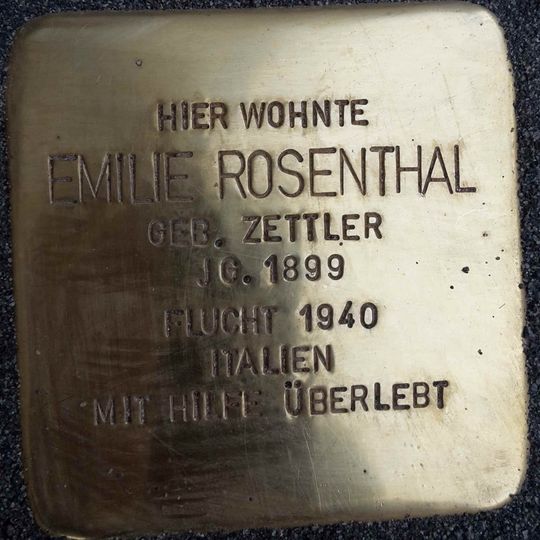 HIER WOHNTE
EMILIE ROSENTHAL
GEB. ZETTLER
JG. 1899
FLUCHT 1940
ITALIEN
MIT HILFE ÜBERLEBT